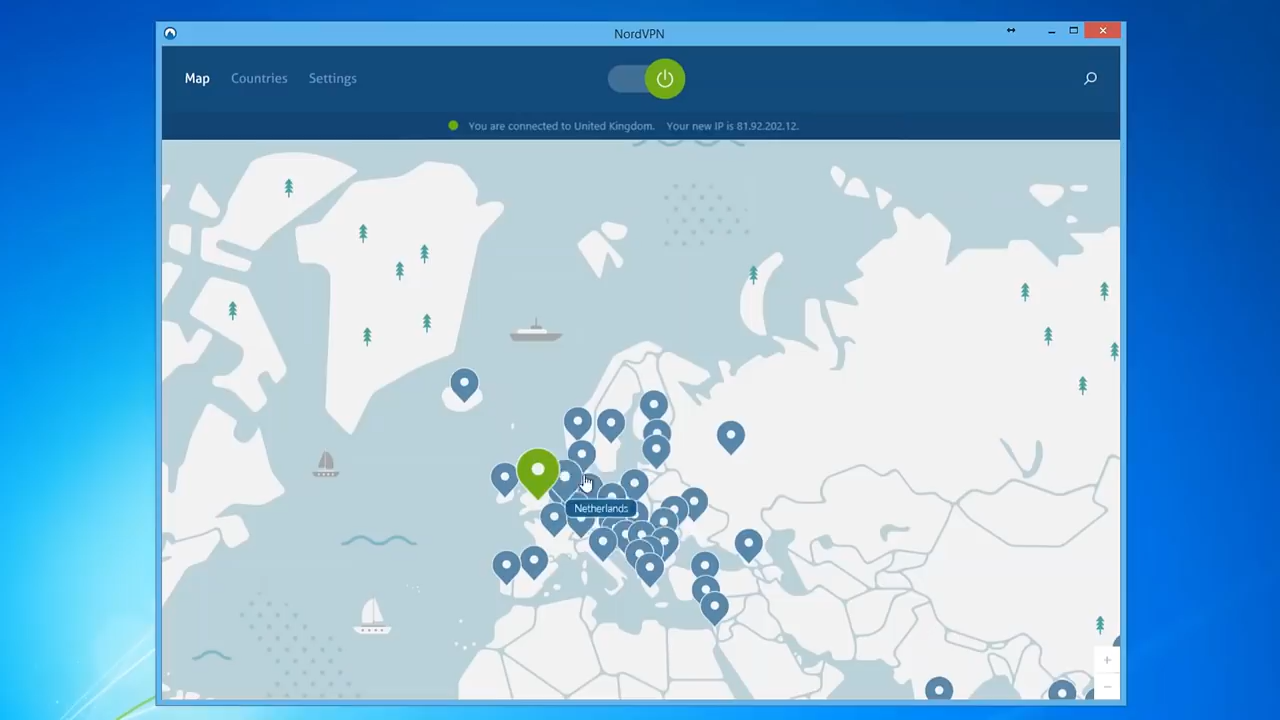 NordVPN
Map Countries Settings
You are connected to United Kingdom. Your new IP is 81.92.202.12.
Netherlands